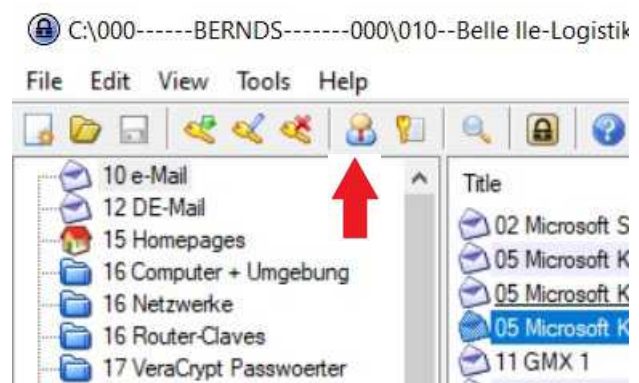 C:\000------BERNDS-------000\010--Belle Ile-Logistik
File Edit View Tools Help
10 e-Mail
12 DE-Mail
15 Homepages
16 Computer + Umgebung
16 Netzwerke
16 Router-Claves
17 VeraCrypt Passwoerter
Title
02 Microsoft S
05 Microsoft K
05 Microsoft K
05 Microsoft K
11 GMX 1